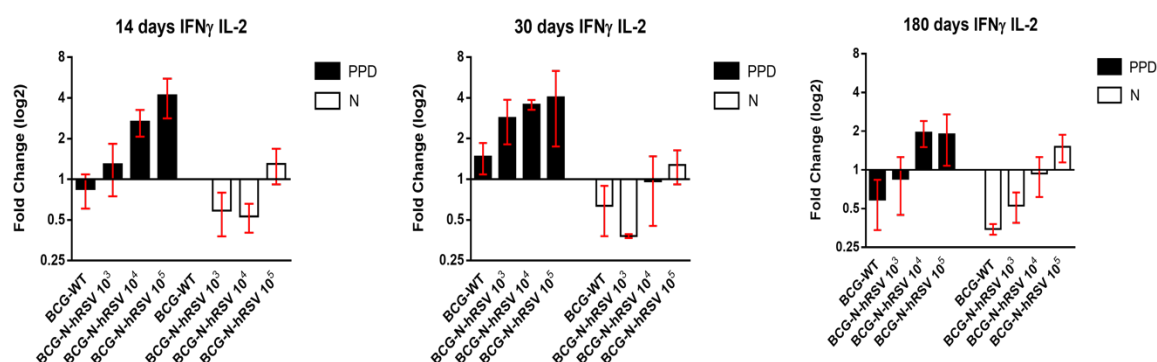 14 days IFNγ IL-2
Fold Change (log2)
8
4
2
1
0.5
0.25
PPD
N
BCG-WT
BCG-N-hRSV 10³
BCG-N-hRSV 10⁴
BCG-N-hRSV 10⁵
BCG-WT
BCG-N-hRSV 10³
BCG-N-hRSV 10⁴
BCG-N-hRSV 10⁵
30 days IFNγ IL-2
Fold Change (log2)
8
4
2
1
0.5
0.25
PPD
N
BCG-WT
BCG-N-hRSV 10³
BCG-N-hRSV 10⁴
BCG-N-hRSV 10⁵
BCG-WT
BCG-N-hRSV 10³
BCG-N-hRSV 10⁴
BCG-N-hRSV 10⁵
180 days IFNγ IL-2
Fold Change (log2)
8
4
2
1
0.5
0.25
PPD
N
BCG-WT
BCG-N-hRSV 10³
BCG-N-hRSV 10⁴
BCG-N-hRSV 10⁵
BCG-WT
BCG-N-hRSV 10³
BCG-N-hRSV 10⁴
BCG-N-hRSV 10⁵